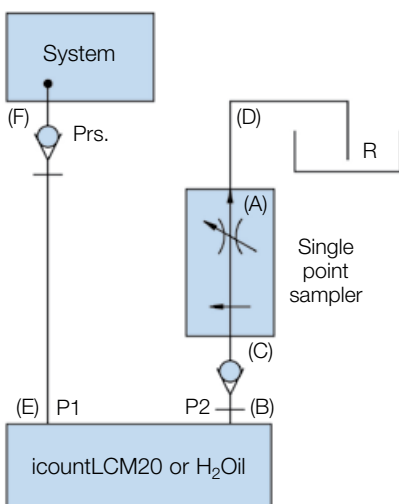 System
(F)
Prs.
(D)
R
(A)
Single
point
sampler
(C)
(E) P1
P2 (B)
icountLCM20 or H₂Oil